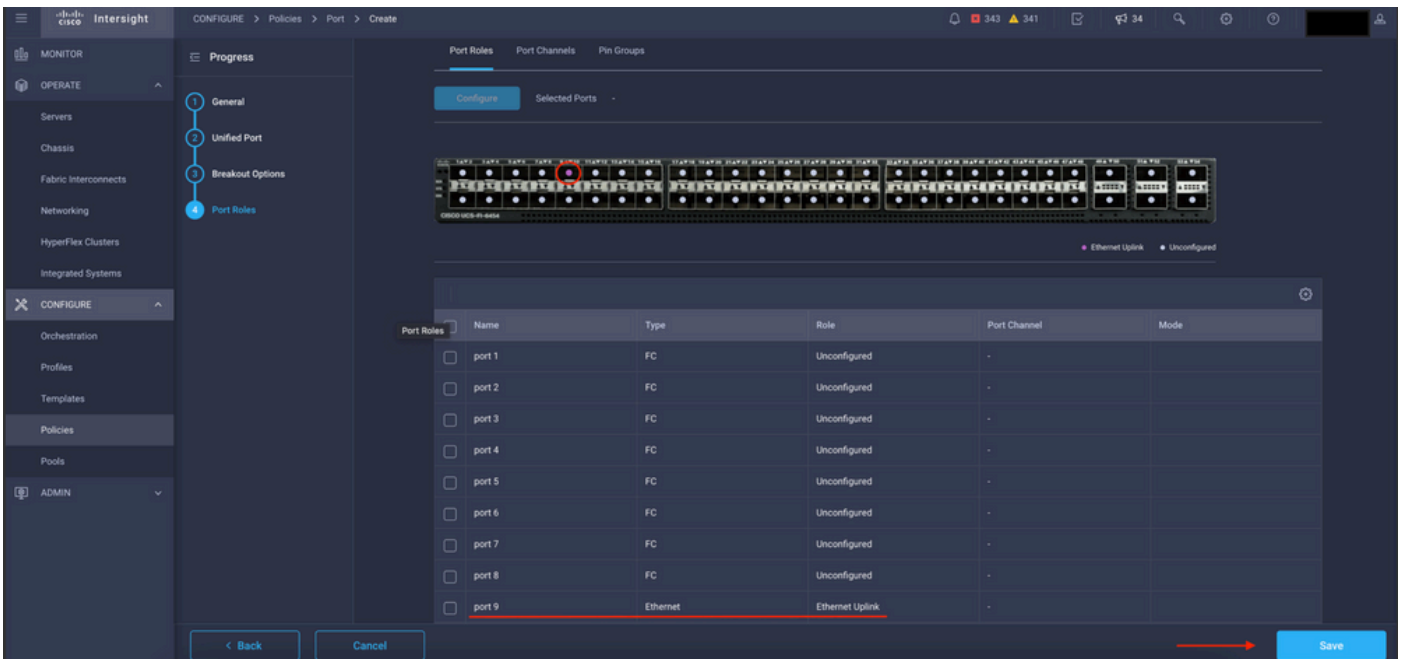 cisco Intersight
CONFIGURE > Policies > Port > Create
343 341 34
MONITOR
OPERATE
Servers
Chassis
Fabric Interconnects
Networking
HyperFlex Clusters
Integrated Systems
CONFIGURE
Orchestration
Profiles
Templates
Policies
Pools
ADMIN
Progress
1 General
2 Unified Port
3 Breakout Options
4 Port Roles
Port Roles Port Channels Pin Groups
Configure Selected Ports -
CISCO UCS-FI-6454
Ethernet Uplink Unconfigured
Port Roles
Name Type Role Port Channel Mode
port 1 FC Unconfigured -
port 2 FC Unconfigured -
port 3 FC Unconfigured -
port 4 FC Unconfigured -
port 5 FC Unconfigured -
port 6 FC Unconfigured -
port 7 FC Unconfigured -
port 8 FC Unconfigured -
port 9 Ethernet Ethernet Uplink -
< Back Cancel Save